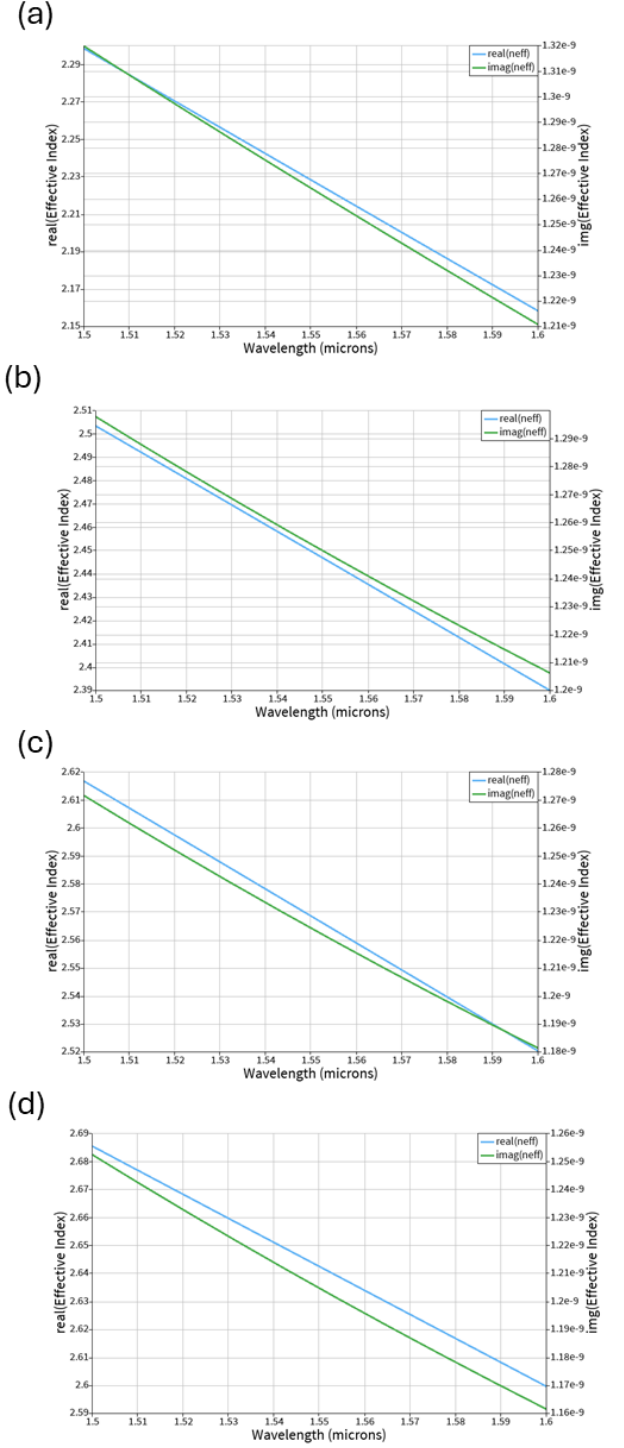 (a)
real(neff)
imag(neff)
2.29
2.27
2.25
2.23
2.21
2.19
2.17
2.15
real(Effective Index)
1.32e-9
1.31e-9
1.3e-9
1.29e-9
1.28e-9
1.27e-9
1.26e-9
1.25e-9
1.24e-9
1.23e-9
1.22e-9
1.21e-9
img(Effective Index)
1.5 1.51 1.52 1.53 1.54 1.55 1.56 1.57 1.58 1.59 1.6
Wavelength (microns)
(b)
real(neff)
imag(neff)
2.51
2.5
2.49
2.48
2.47
2.46
2.45
2.44
2.43
2.42
2.41
2.4
2.39
real(Effective Index)
1.29e-9
1.28e-9
1.27e-9
1.26e-9
1.25e-9
1.24e-9
1.23e-9
1.22e-9
1.21e-9
1.2e-9
img(Effective Index)
1.5 1.51 1.52 1.53 1.54 1.55 1.56 1.57 1.58 1.59 1.6
Wavelength (microns)
(c)
real(neff)
imag(neff)
2.62
2.61
2.6
2.59
2.58
2.57
2.56
2.55
2.54
2.53
2.52
real(Effective Index)
1.28e-9
1.27e-9
1.26e-9
1.25e-9
1.24e-9
1.23e-9
1.22e-9
1.21e-9
1.2e-9
1.19e-9
1.18e-9
img(Effective Index)
1.5 1.51 1.52 1.53 1.54 1.55 1.56 1.57 1.58 1.59 1.6
Wavelength (microns)
(d)
real(neff)
imag(neff)
2.69
2.68
2.67
2.66
2.65
2.64
2.63
2.62
2.61
2.6
2.59
real(Effective Index)
1.26e-9
1.25e-9
1.24e-9
1.23e-9
1.22e-9
1.21e-9
1.2e-9
1.19e-9
1.18e-9
1.17e-9
1.16e-9
img(Effective Index)
1.5 1.51 1.52 1.53 1.54 1.55 1.56 1.57 1.58 1.59 1.6
Wavelength (microns)